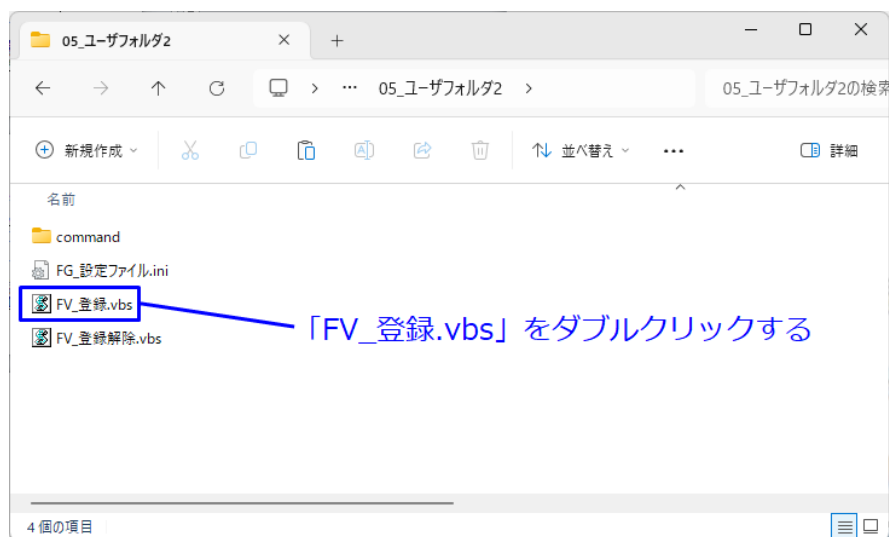 05_ユーザフォルダ2
05_ユーザフォルダ2
05_ユーザフォルダ2の検索
新規作成
並べ替え
詳細
名前
command
FG_設定ファイル.ini
FV_登録.vbs
「FV_登録.vbs」をダブルクリックする
FV_登録解除.vbs
4 個の項目